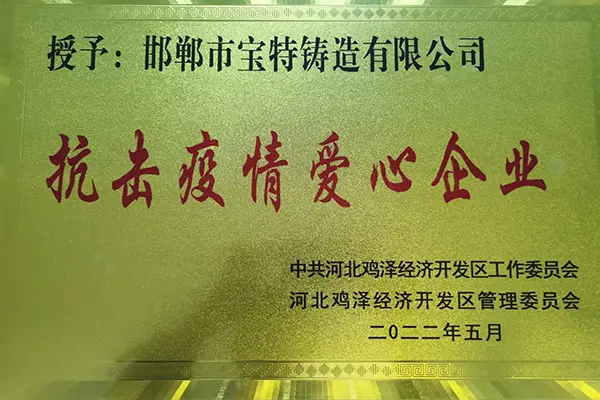 授予：邯郸市宝特铸造有限公司
抗击疫情爱心企业
中共河北鸡泽经济开发区工作委员会
河北鸡泽经济开发区管理委员会
二〇二二年五月